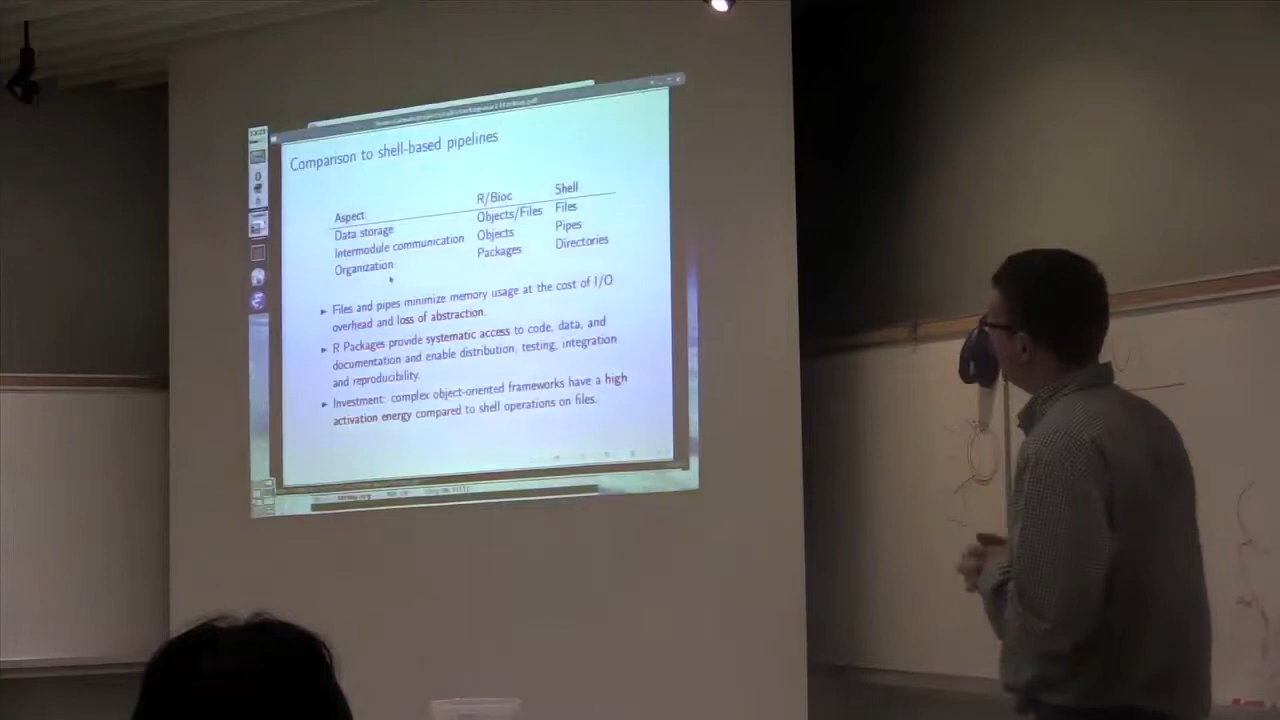 Comparison to shell-based pipelines
Aspect R/Bioc Shell
Data storage Objects/Files Files
Intermodule communication Objects Pipes
Organization Packages Directories
▸ Files and pipes minimize memory usage at the cost of I/O
overhead and loss of abstraction.
▸ R Packages provide systematic access to code, data, and
documentation and enable distribution, testing, integration
and reproducibility.
▸ Investment: complex object-oriented frameworks have a high
activation energy compared to shell operations on files.